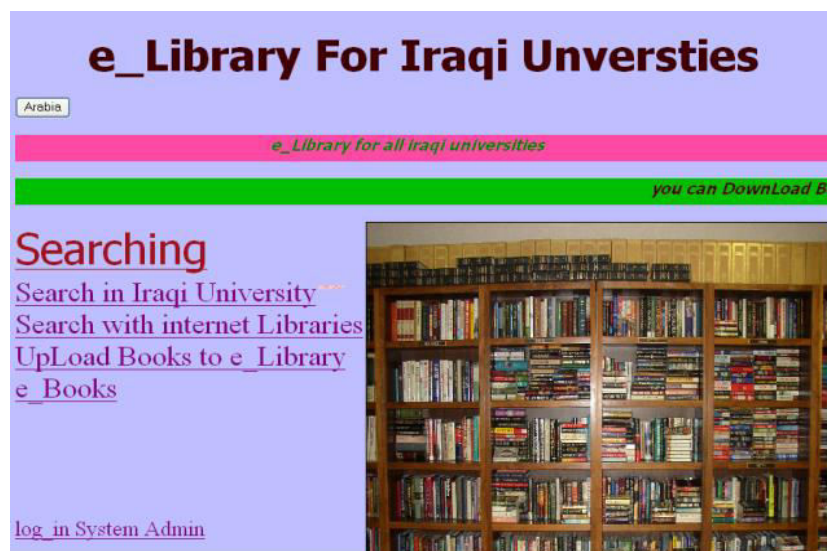 e_Library For Iraqi Unversties
Arabia
e_Library for all iraqi universities
you can DownLoad B
Searching
Search in Iraqi University
Search with internet Libraries
UpLoad Books to e_Library
e_Books
log_in System Admin